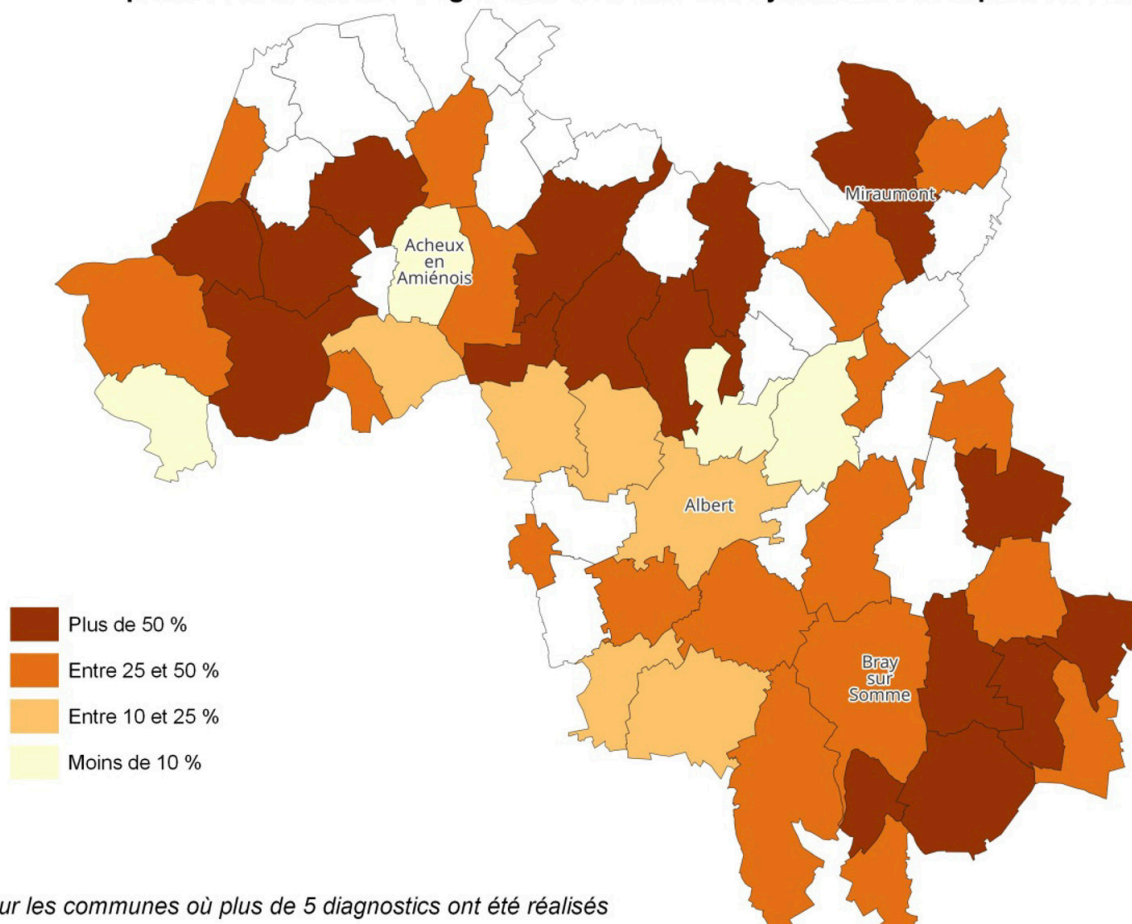 Miraumont
Acheux
en
Amiénois
Albert
Plus de 50 %
Entre 25 et 50 %
Bray
sur
Somme
Entre 10 et 25 %
Moins de 10 %
ur les communes où plus de 5 diagnostics ont été réalisés